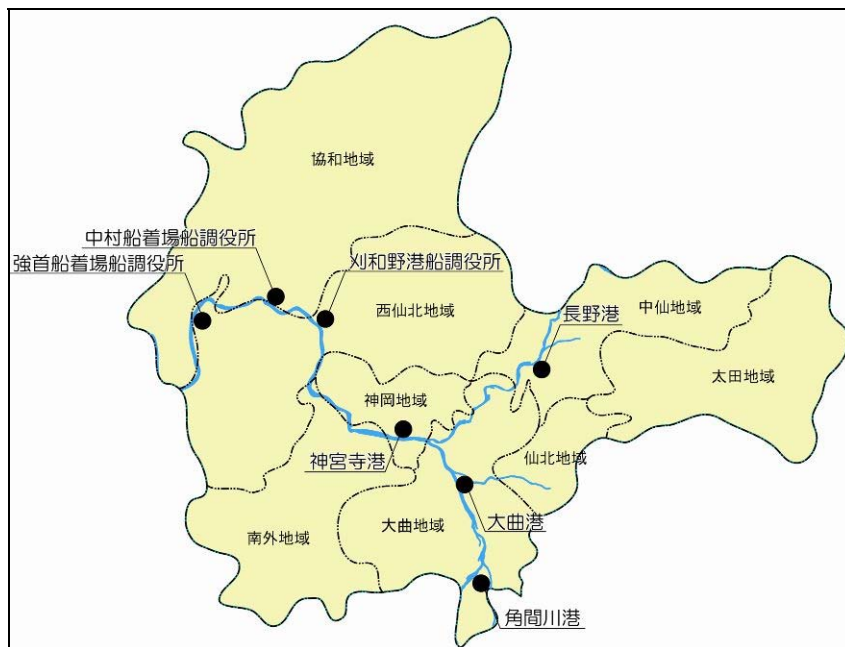 協和地域
中村船着場船調役所
強首船着場船調役所
刈和野港船調役所
西仙北地域
長野港
中仙地域
太田地域
神岡地域
神宮寺港
仙北地域
大曲港
大曲地域
南外地域
角間川港